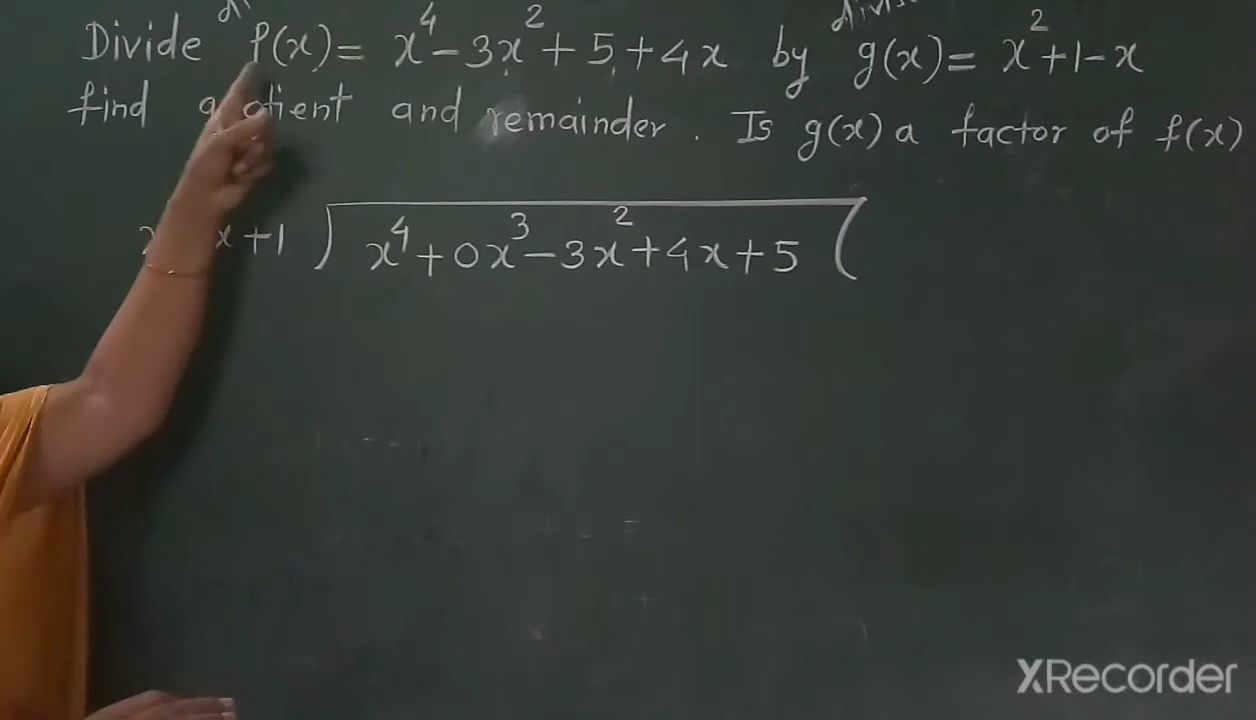 Divide f(x) = x⁴ - 3x² + 5 + 4x by g(x) = x² + 1 - x
find quotient and remainder. Is g(x) a factor of f(x)
x + 1 ) x⁴ + 0x³ - 3x² + 4x + 5 (
XRecorder